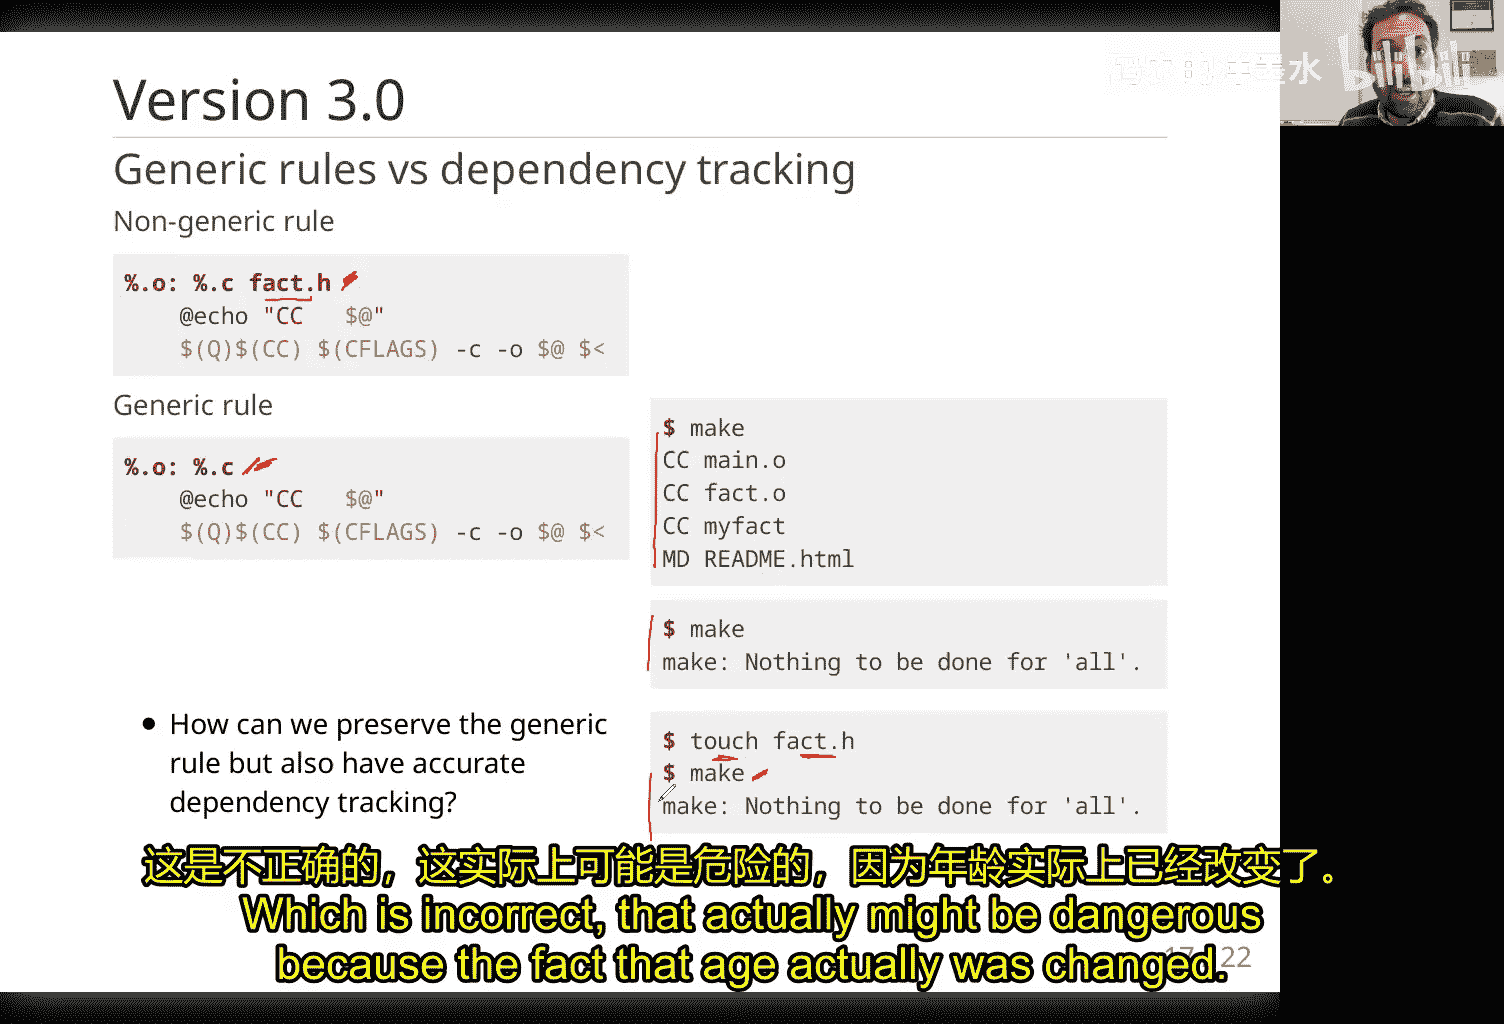 bilibili
Version 3.0
Generic rules vs dependency tracking
Non-generic rule
%.o: %.c fact.h
@echo "CC $@"
$(Q)$(CC) $(CFLAGS) -c -o $@ $<
Generic rule
%.o: %.c
@echo "CC $@"
$(Q)$(CC) $(CFLAGS) -c -o $@ $<
How can we preserve the generic
rule but also have accurate
dependency tracking?
$ make
CC main.o
CC fact.o
CC myfact
MD README.html
$ make
make: Nothing to be done for 'all'.
$ touch fact.h
$ make
make: Nothing to be done for 'all'.
这是不正确的，这实际上可能是危险的，因为年龄实际上已经改变了。
Which is incorrect, that actually might be dangerous
because the fact that age actually was changed.
22